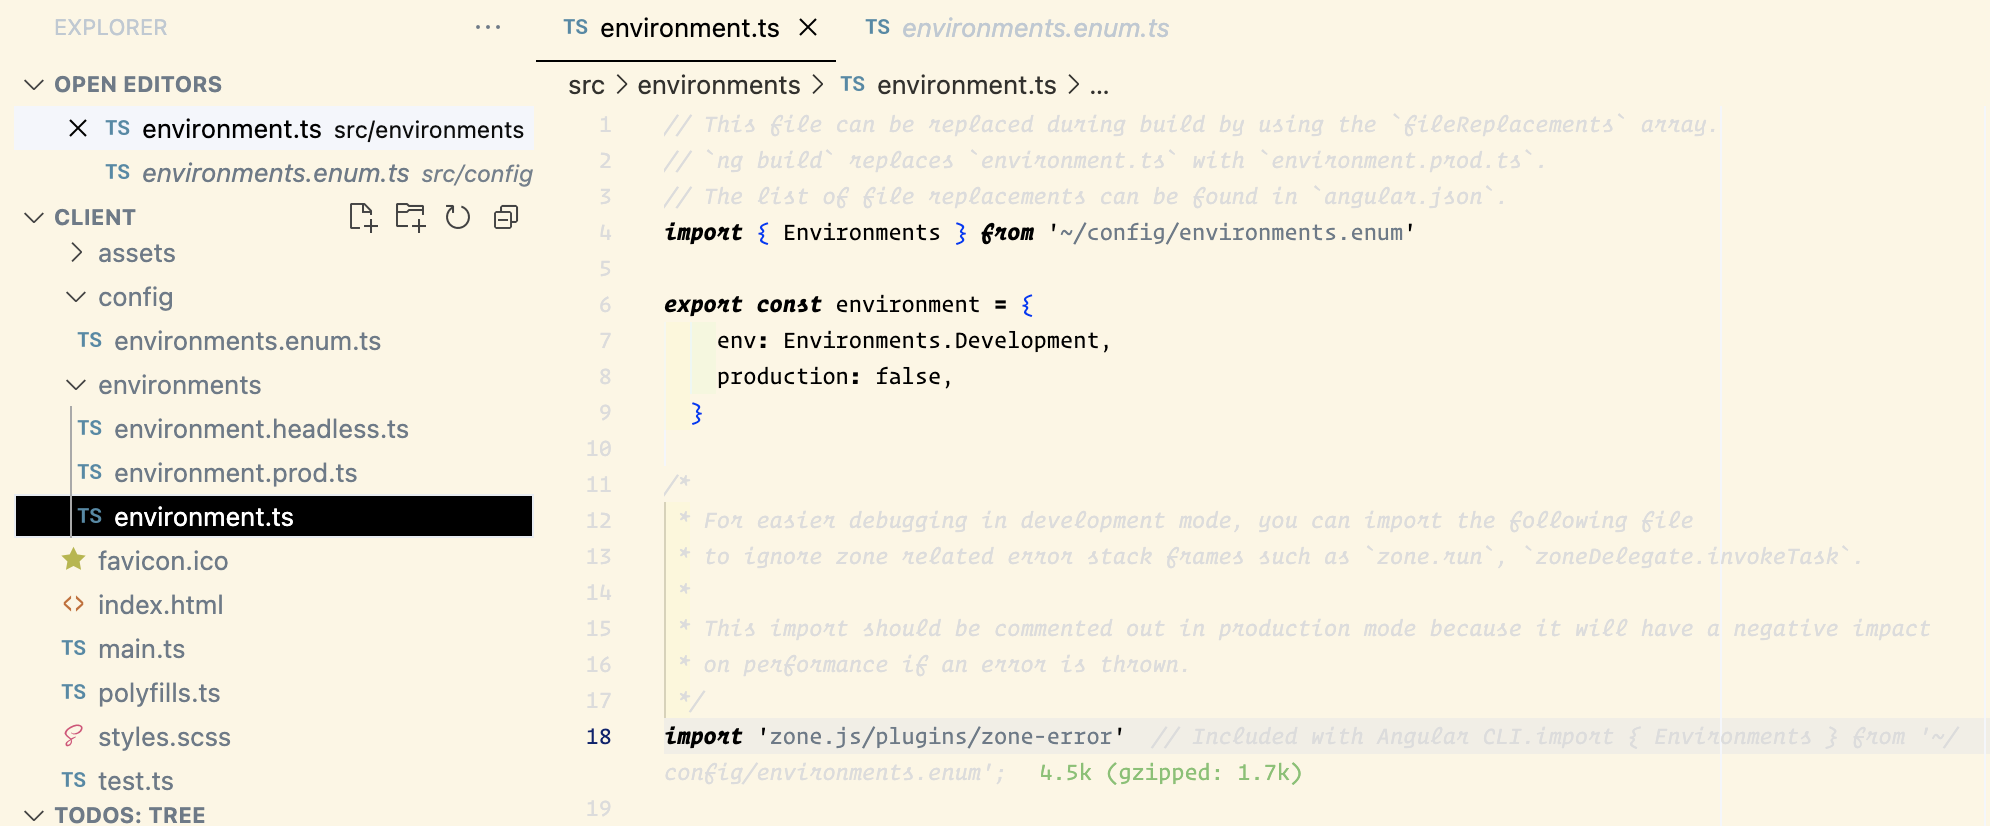 EXPLORER
OPEN EDITORS
TS environment.ts src/environments
TS environments.enum.ts src/config
CLIENT
assets
config
TS environments.enum.ts
environments
TS environment.headless.ts
TS environment.prod.ts
TS environment.ts
favicon.ico
<> index.html
TS main.ts
TS polyfills.ts
styles.scss
TS test.ts
TODOS: TREE
TS environment.ts
TS environments.enum.ts
src > environments > TS environment.ts > ...
1 // This file can be replaced during build by using the `fileReplacements` array.
2 // `ng build` replaces `environment.ts` with `environment.prod.ts`.
3 // The list of file replacements can be found in `angular.json`.
4 import { Environments } from '~/config/environments.enum'
5
6 export const environment = {
7 env: Environments.Development,
8 production: false,
9 }
10
11 /*
12 * For easier debugging in development mode, you can import the following file
13 * to ignore zone related error stack frames such as `zone.run`, `zoneDelegate.invokeTask`.
14 *
15 * This import should be commented out in production mode because it will have a negative impact
16 * on performance if an error is thrown.
17 */
18 import 'zone.js/plugins/zone-error' // Included with Angular CLI.import { Environments } from '~/
config/environments.enum'; 4.5k (gzipped: 1.7k)
19